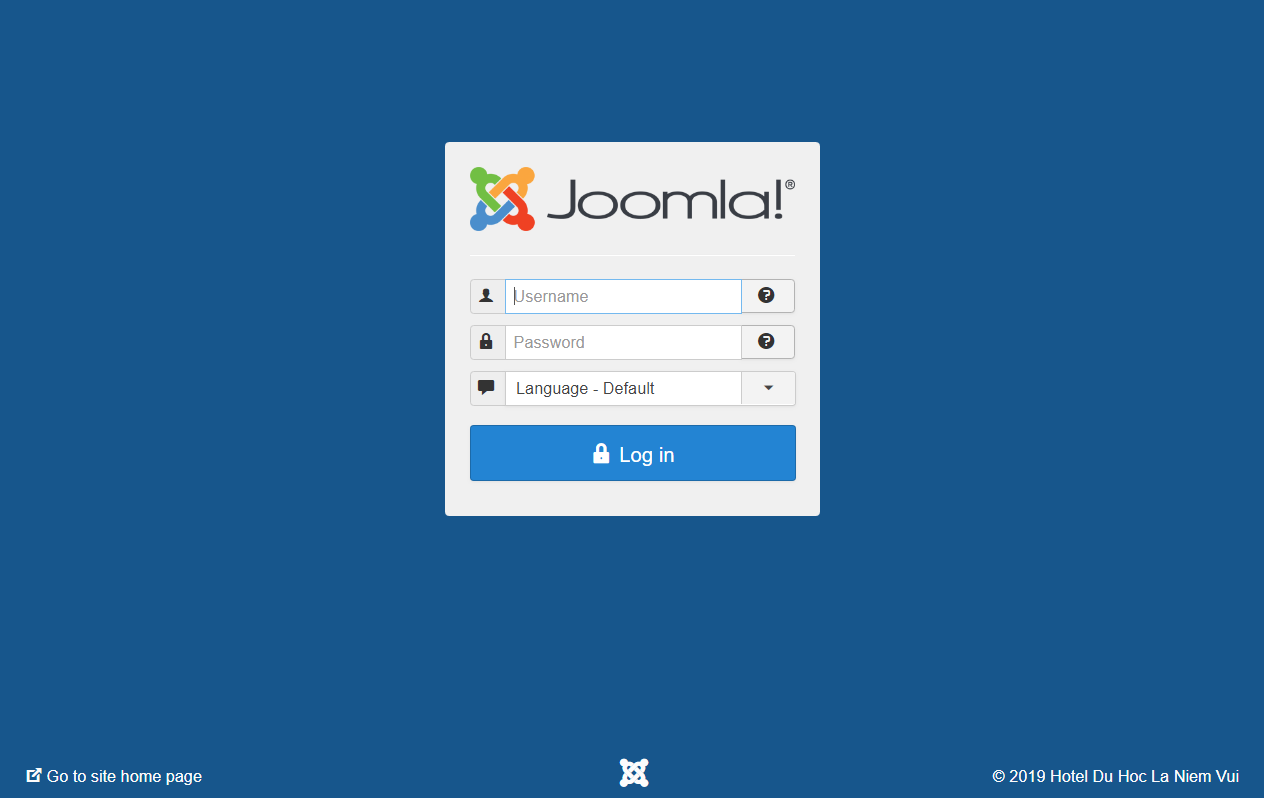 Joomla!®
Username
Password
Language - Default
Log in
Go to site home page
© 2019 Hotel Du Hoc La Niem Vui